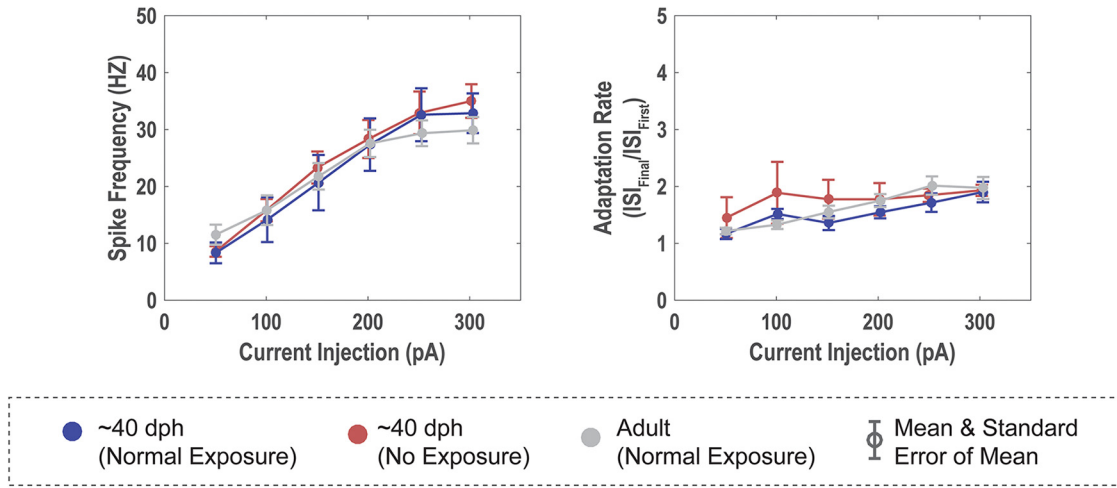 50
40
30
20
10
0
Spike Frequency (HZ)
0 100 200 300
Current Injection (pA)
5
4
3
2
1
0
Adaptation Rate
(ISIFinal/ISIFirst)
0 100 200 300
Current Injection (pA)
~40 dph
(Normal Exposure)
~40 dph
(No Exposure)
Adult
(Normal Exposure)
Mean & Standard
Error of Mean